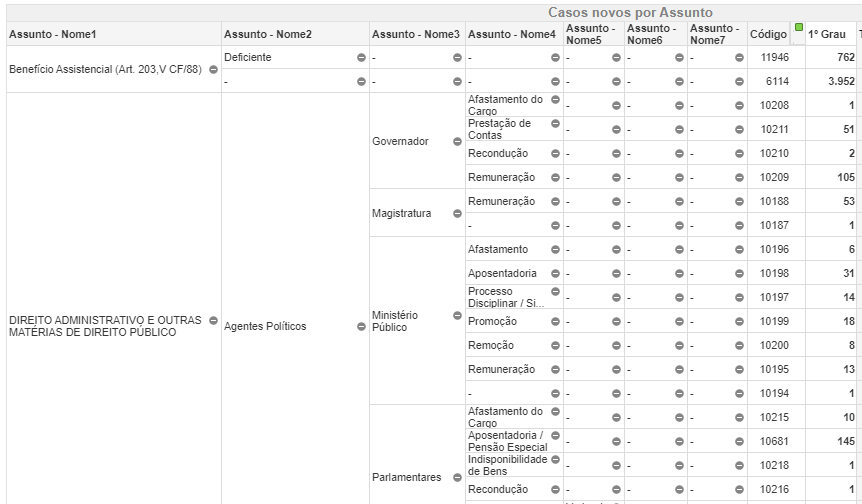 Casos novos por Assunto
Assunto - Nome1 Assunto - Nome2 Assunto - Nome3 Assunto - Nome4 Assunto - Nome5 Assunto - Nome6 Assunto - Nome7 Código 1º Grau
Benefício Assistencial (Art. 203,V CF/88) Deficiente - - - - - 11946 762
- - - - - - 6114 3.952
DIREITO ADMINISTRATIVO E OUTRAS MATÉRIAS DE DIREITO PÚBLICO Agentes Políticos Governador Afastamento do Cargo - - - 10208 1
Prestação de Contas - - - 10211 51
Recondução - - - 10210 2
Remuneração - - - 10209 105
Magistratura Remuneração - - - 10188 53
- - - - 10187 1
Ministério Público Afastamento - - - 10196 6
Aposentadoria - - - 10198 31
Processo Disciplinar / Si... - - - 10197 14
Promoção - - - 10199 18
Remoção - - - 10200 8
Remuneração - - - 10195 13
- - - - 10194 1
Parlamentares Afastamento do Cargo - - - 10215 10
Aposentadoria / Pensão Especial - - - 10681 145
Indisponibilidade de Bens - - - 10218 1
Recondução - - - 10216 1